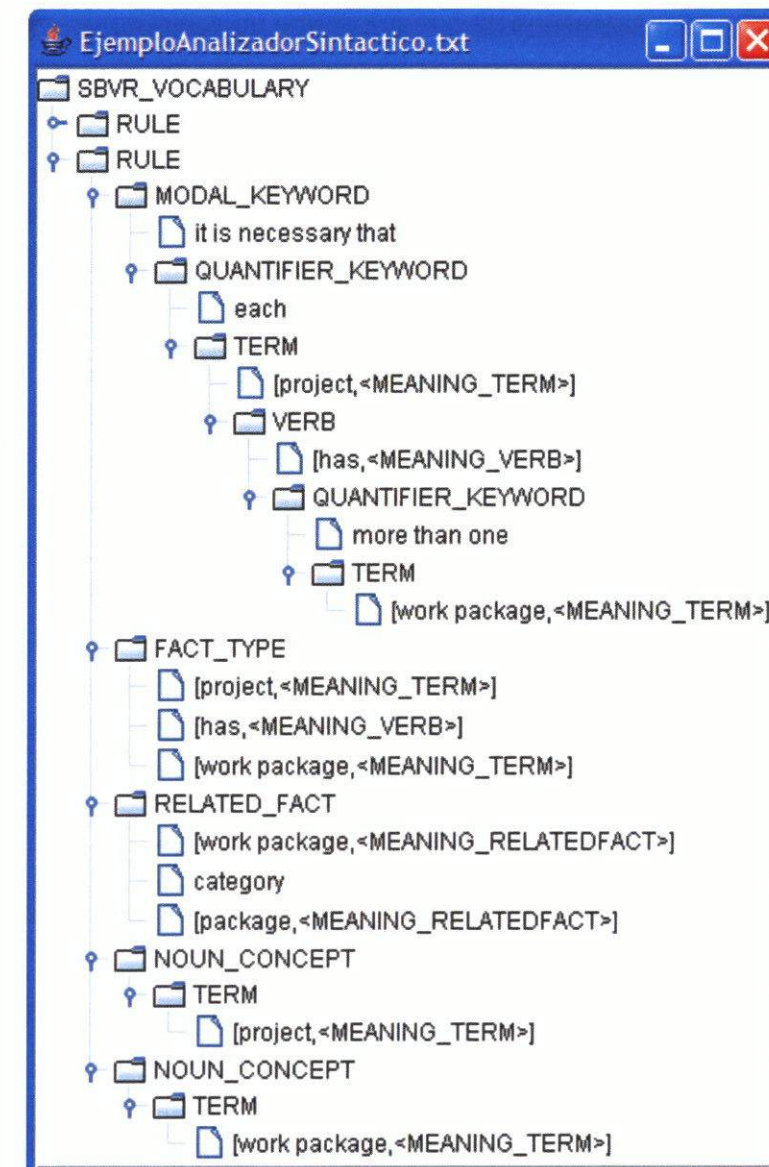 EjemploAnalizadorSintactico.txt
SBVR_VOCABULARY
RULE
RULE
MODAL_KEYWORD
it is necessary that
QUANTIFIER_KEYWORD
each
TERM
[project,<MEANING_TERM>]
VERB
[has,<MEANING_VERB>]
QUANTIFIER_KEYWORD
more than one
TERM
[work package,<MEANING_TERM>]
FACT_TYPE
[project,<MEANING_TERM>]
[has,<MEANING_VERB>]
[work package,<MEANING_TERM>]
RELATED_FACT
[work package,<MEANING_RELATEDFACT>]
category
[package,<MEANING_RELATEDFACT>]
NOUN_CONCEPT
TERM
[project,<MEANING_TERM>]
NOUN_CONCEPT
TERM
[work package,<MEANING_TERM>]